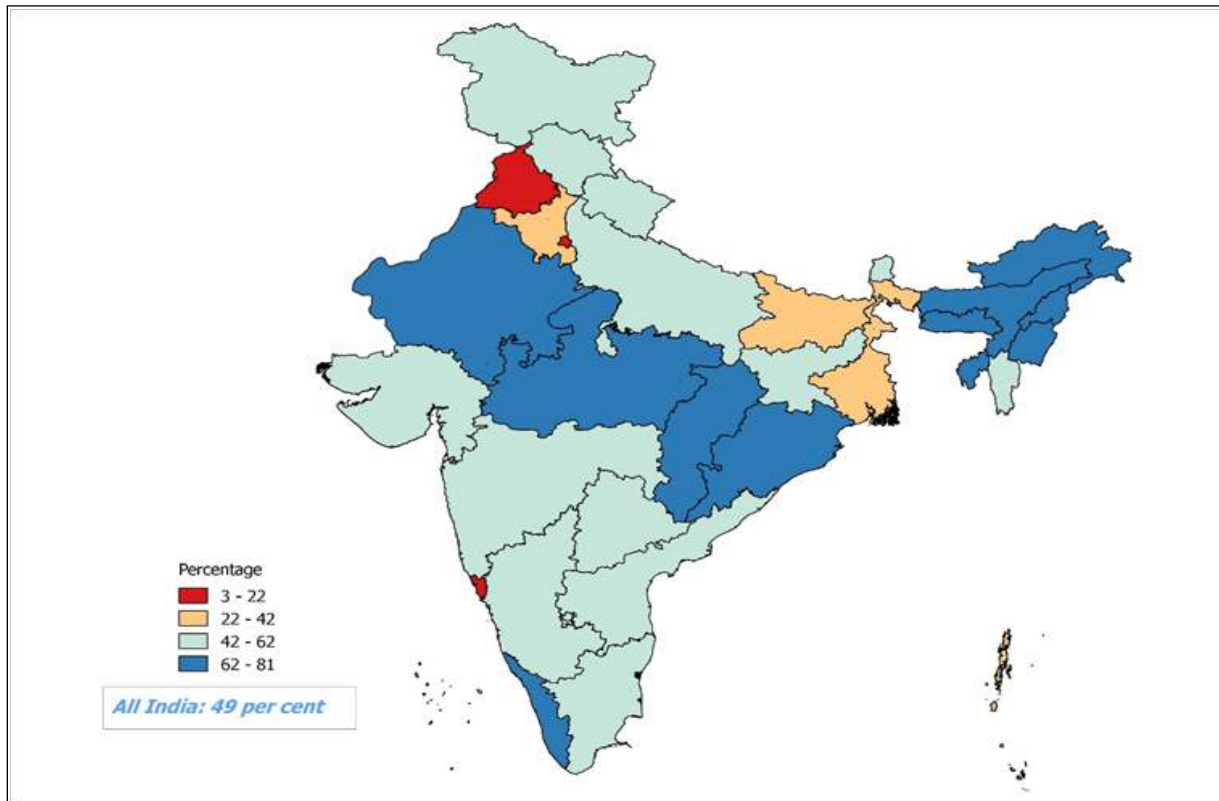 Percentage
3 - 22
22 - 42
42 - 62
62 - 81
All India: 49 per cent